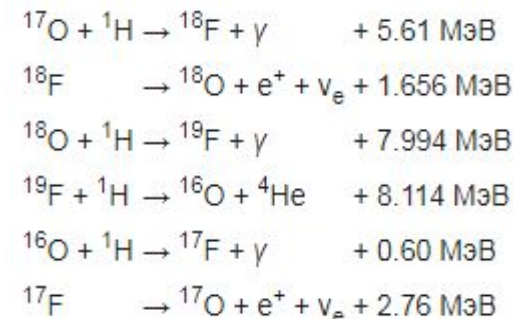 ¹⁷O + ¹H → ¹⁸F + γ + 5.61 МэВ
¹⁸F → ¹⁸O + e⁺ + νₑ + 1.656 МэВ
¹⁸O + ¹H → ¹⁹F + γ + 7.994 МэВ
¹⁹F + ¹H → ¹⁶O + ⁴He + 8.114 МэВ
¹⁶O + ¹H → ¹⁷F + γ + 0.60 МэВ
¹⁷F → ¹⁷O + e⁺ + νₑ + 2.76 МэВ